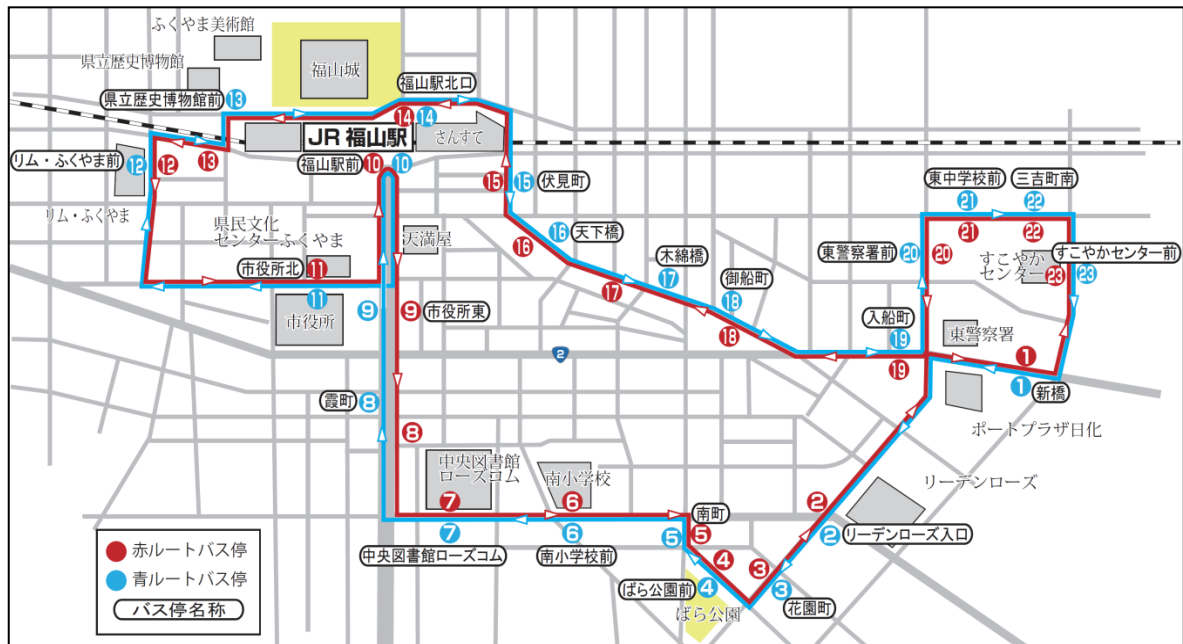 ふくやま美術館
県立歴史博物館
福山城
県立歴史博物館前
13
福山駅北口
14
14
JR 福山駅
さんすて
リム・ふくやま前
12
12
13
福山駅前
10
10
15
15
伏見町
東中学校前
三吉町南
21
22
リム・ふくやま
県民文化
センターふくやま
天満屋
16
16
天下橋
東警察署前
20
20
21
22
すこやか
センター
すこやかセンター前
23
23
市役所北
11
11
木綿橋
17
17
御船町
18
18
市役所
9
9
市役所東
入船町
19
19
東警察署
2
1
1
新橋
霞町
8
8
ポートプラザ日化
中央図書館
ローズコム
7
7
南小学校
6
6
リーデンローズ
2
2
リーデンローズ入口
南町
5
5
中央図書館ローズコム
南小学校前
4
4
ばら公園前
ばら公園
3
3
花園町
赤ルートバス停
青ルートバス停
バス停名称